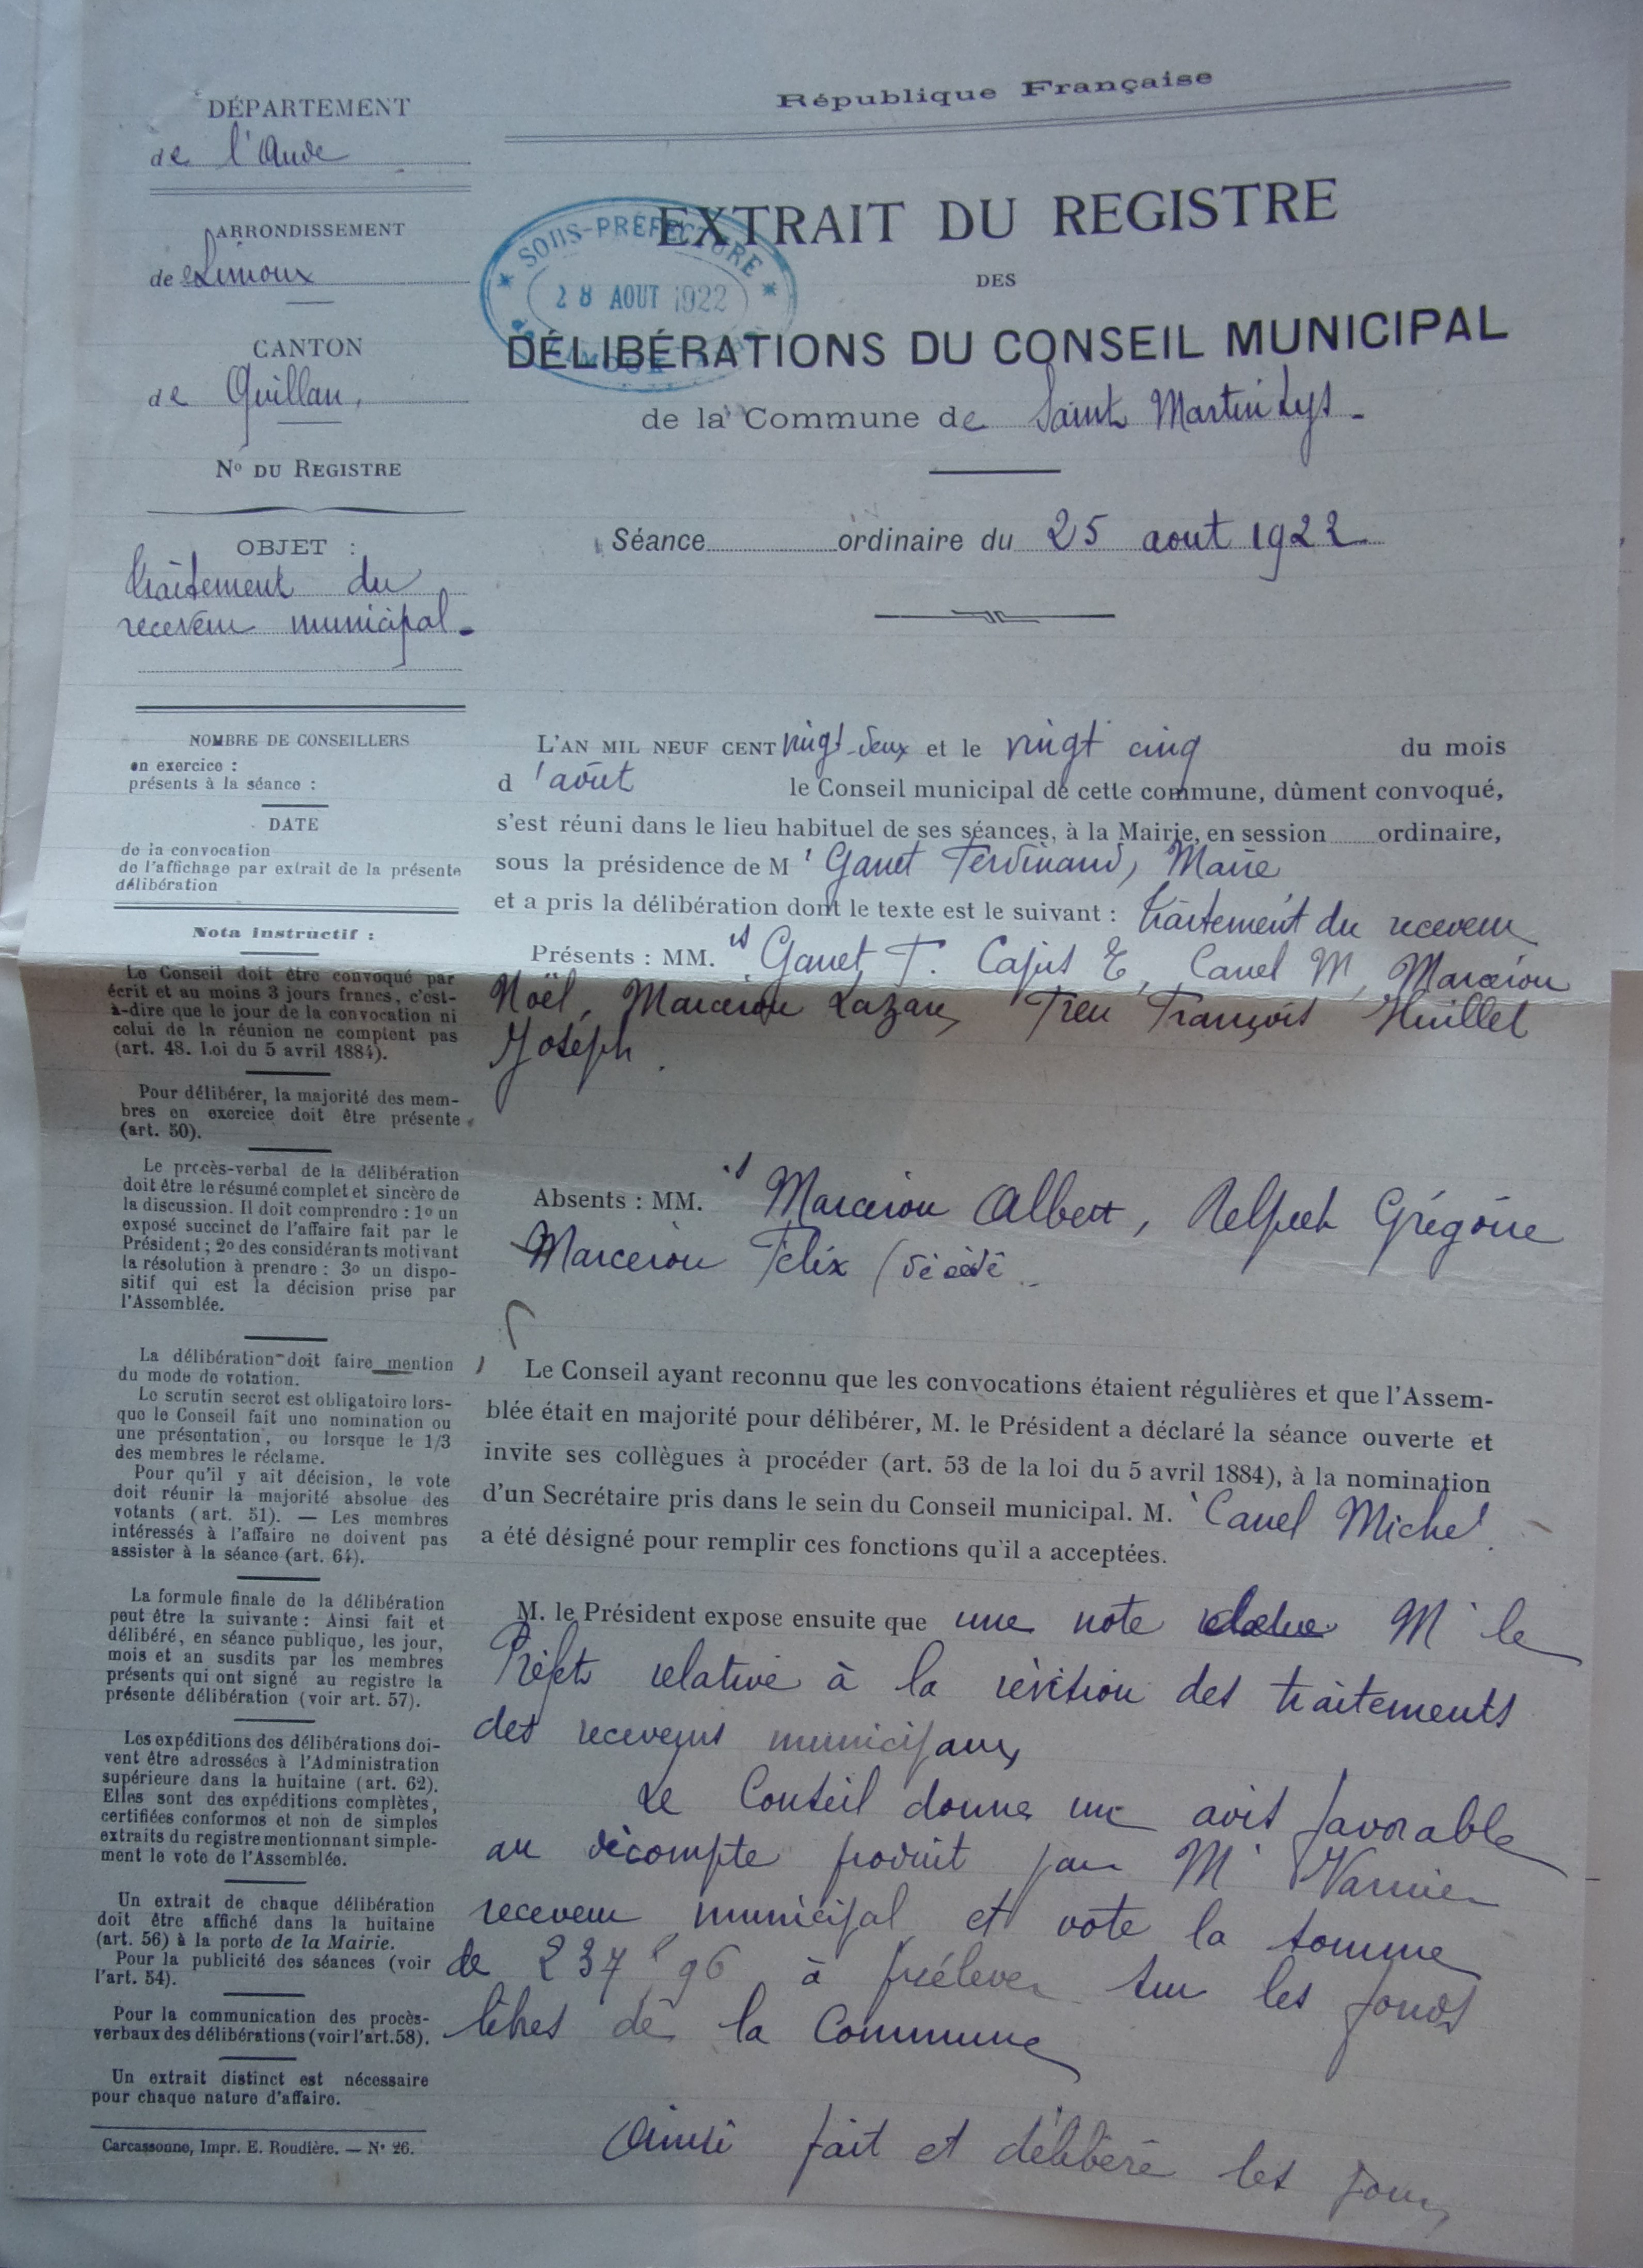 République Française
DÉPARTEMENT
de l'Aude
ARRONDISSEMENT
de Limoux
CANTON
de Quillan,
No DU REGISTRE
OBJET :
traitement du
receveur municipal.
NOMBRE DE CONSEILLERS
en exercice :
présents à la séance :
DATE
de la convocation
de l'affichage par extrait de la présente
délibération
Nota instructif :
Le Conseil doit être convoqué par
écrit et au moins 3 jours francs, c'est-
à-dire que le jour de la convocation ni
celui de la réunion ne comptent pas
(art. 48. Loi du 5 avril 1884).
Pour délibérer, la majorité des mem-
bres en exercice doit être présente
(art. 50).
Le procès-verbal de la délibération
doit être le résumé complet et sincère de
la discussion. Il doit comprendre : 1o un
exposé succinct de l'affaire fait par le
Président ; 2o des considérants motivant
la résolution à prendre : 3o un dispo-
sitif qui est la décision prise par
l'Assemblée.
La délibération doit faire mention
du mode de votation.
Le scrutin secret est obligatoire lors-
que le Conseil fait une nomination ou
une présentation, ou lorsque le 1/3
des membres le réclame.
Pour qu'il y ait décision, le vote
doit réunir la majorité absolue des
votants (art. 51). — Les membres
intéressés à l'affaire ne doivent pas
assister à la séance (art. 64).
La formule finale de la délibération
peut être la suivante : Ainsi fait et
délibéré, en séance publique, les jour,
mois et an susdits par les membres
présents qui ont signé au registre la
présente délibération (voir art. 57).
Les expéditions des délibérations doi-
vent être adressées à l'Administration
supérieure dans la huitaine (art. 62).
Elles sont des expéditions complètes,
certifiées conformes et non de simples
extraits du registre mentionnant simple-
ment le vote de l'Assemblée.
Un extrait de chaque délibération
doit être affiché dans la huitaine
(art. 56) à la porte de la Mairie.
Pour la publicité des séances (voir
l'art. 54).
Pour la communication des procès-
verbaux des délibérations (voir l'art. 58).
Un extrait distinct est nécessaire
pour chaque nature d'affaire.
Carcassonne, Impr. E. Roudière. — No 26.
SOUS-PRÉFECTURE
28 AOUT 1922
EXTRAIT DU REGISTRE
DES
DÉLIBÉRATIONS DU CONSEIL MUNICIPAL
de la Commune de Saint Martin Lys.
Séance ordinaire du 25 aout 1922
L'AN MIL NEUF CENT vingt-deux et le vingt cinq du mois
d'août le Conseil municipal de cette commune, dûment convoqué,
s'est réuni dans le lieu habituel de ses séances, à la Mairie, en session ordinaire,
sous la présidence de Mr Ganet Ferdinand, Maire
et a pris la délibération dont le texte est le suivant : traitement du receveur
Présents : MM. rs Ganet F. E, Canel M, Marcerou
Noël, Marcerou Lazare, François Huillet
Joseph.
Absents : MM. rs Marcerou Albert, Grégoire
Marcerou Felix (décédé
Le Conseil ayant reconnu que les convocations étaient régulières et que l'Assem-
blée était en majorité pour délibérer, M. le Président a déclaré la séance ouverte et
invite ses collègues à procéder (art. 53 de la loi du 5 avril 1884), à la nomination
d'un Secrétaire pris dans le sein du Conseil municipal. M. Canel Michel
a été désigné pour remplir ces fonctions qu'il a acceptées.
M. le Président expose ensuite que une note Mr le
Préfet relative à la révision des traitements
des receveurs municipaux
Le Conseil donne un avis favorable
au décompte produit par Mr
receveur municipal et vote la somme
de 237f 96 à prélever sur les fonds
libres de la Commune
Ainsi fait et délibéré les jour,